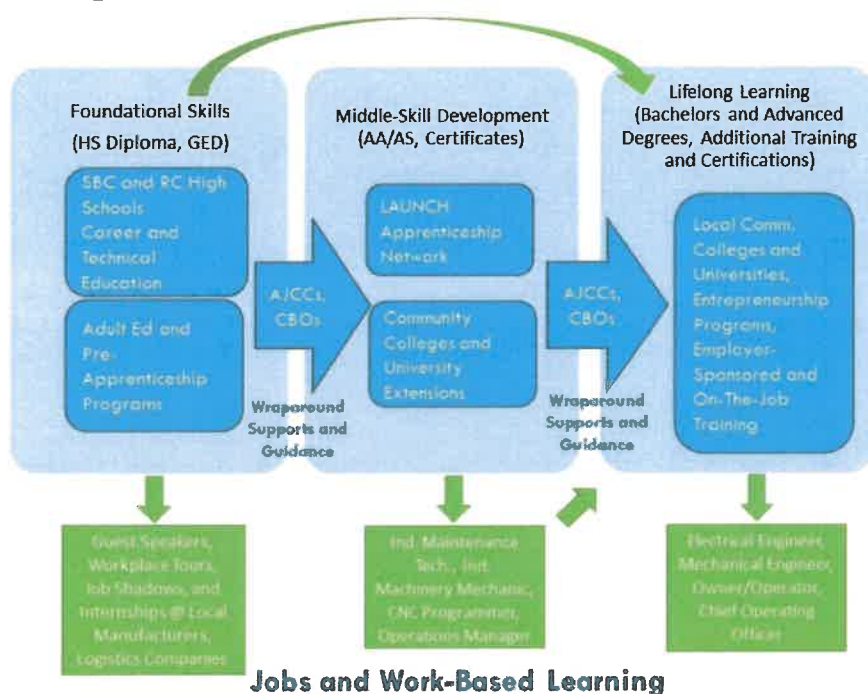 Foundational Skills
(HS Diploma, GED)
SBC and RC High
Schools
Career and
Technical
Education
Adult Ed and
Pre-
Apprenticeship
Programs
AJCCs,
CBOs
Wraparound
Supports and
Guidance
Middle-Skill Development
(AA/AS, Certificates)
LAUNCH
Apprenticeship
Network
Community
Colleges and
University
Extensions
AJCCs,
CBOs
Wraparound
Supports and
Guidance
Lifelong Learning
(Bachelors and Advanced
Degrees, Additional Training
and Certifications)
Local Comm.
Colleges and
Universities,
Entrepreneurship
Programs,
Employer-
Sponsored and
On-The-Job
Training
Guest Speakers,
Workplace Tours,
Job Shadows, and
Internships @ Local
Manufacturers,
Logistics Companies
Ind. Maintenance
Tech., Ind.
Machinery Mechanic,
CNC Programmer,
Operations Manager
Electrical Engineer,
Mechanical Engineer,
Owner/Operator,
Chief Operating
Officer
Jobs and Work-Based Learning